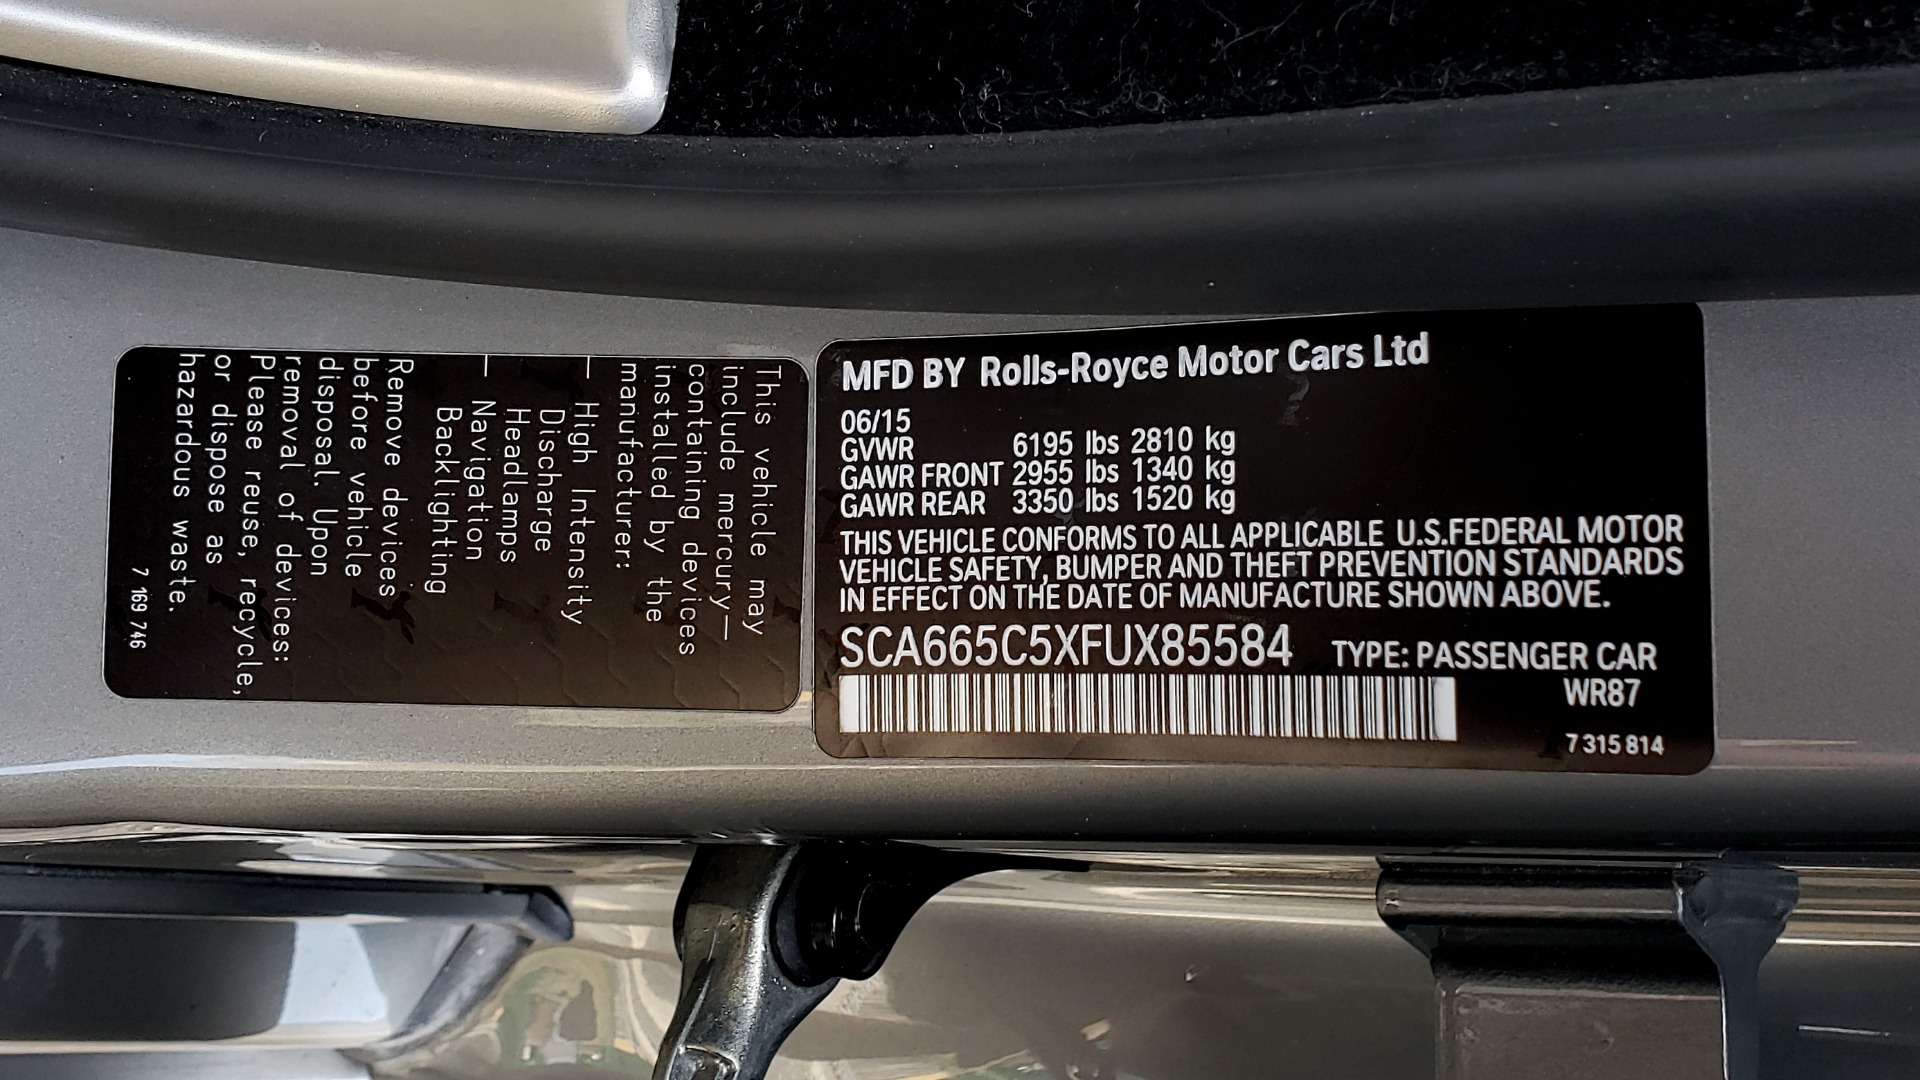 This vehicle may
include mercury—
containing devices
installed by the
manufacturer:
— High Intensity
Discharge
Headlamps
— Navigation
Backlighting
Remove devices
before vehicle
disposal. Upon
removal of devices:
Please reuse, recycle,
or dispose as
hazardous waste.
7 169 746
MFD BY Rolls-Royce Motor Cars Ltd
06/15
GVWR 6195 lbs 2810 kg
GAWR FRONT 2955 lbs 1340 kg
GAWR REAR 3350 lbs 1520 kg
THIS VEHICLE CONFORMS TO ALL APPLICABLE U.S.FEDERAL MOTOR
VEHICLE SAFETY, BUMPER AND THEFT PREVENTION STANDARDS
IN EFFECT ON THE DATE OF MANUFACTURE SHOWN ABOVE.
SCA665C5XFUX85584 TYPE: PASSENGER CAR
WR87
7 315 814